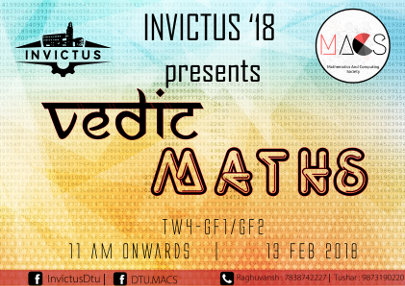 INVICTUS '18
INVICTUS
MACS
Mathematics And Computing
Society
presents
vedic
MATHS
TW4-GF1/GF2
11 AM ONWARDS | 13 FEB 2018
InvictusDtu | DTU.MACS | Raghuvansh : 7838742227 | Tushar : 9873190220